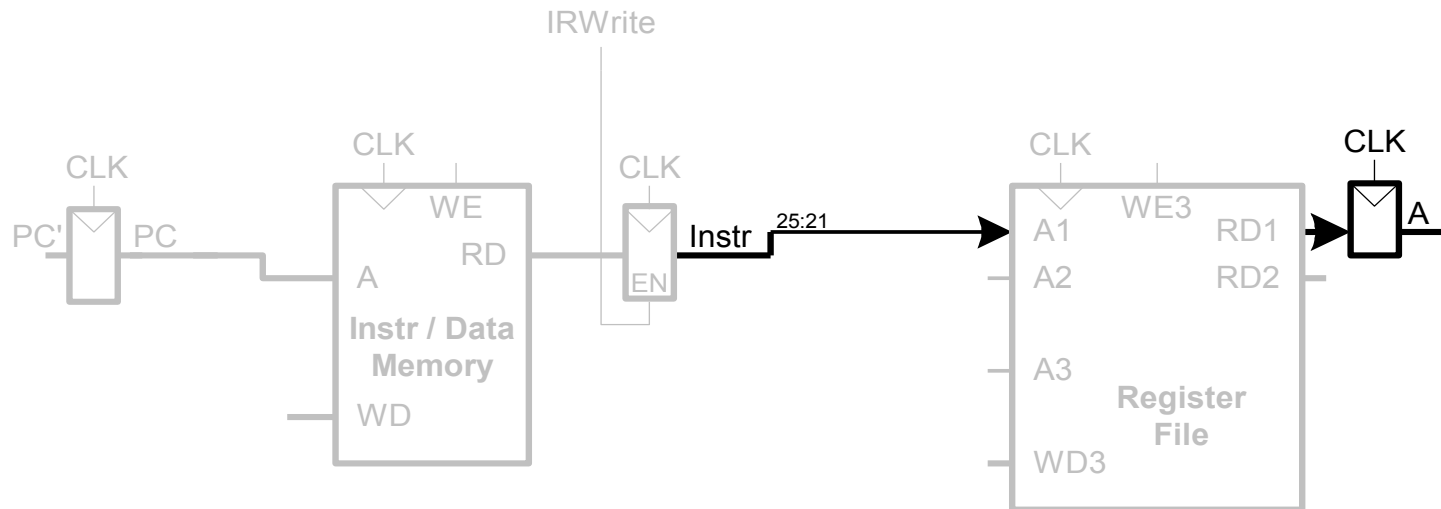 IRWrite
CLK
CLK
CLK
CLK
CLK
PC'
PC
WE
RD
A
EN
Instr / Data
Memory
WD
Instr
25:21
A1
WE3
RD1
A
A2
RD2
A3
Register
File
WD3